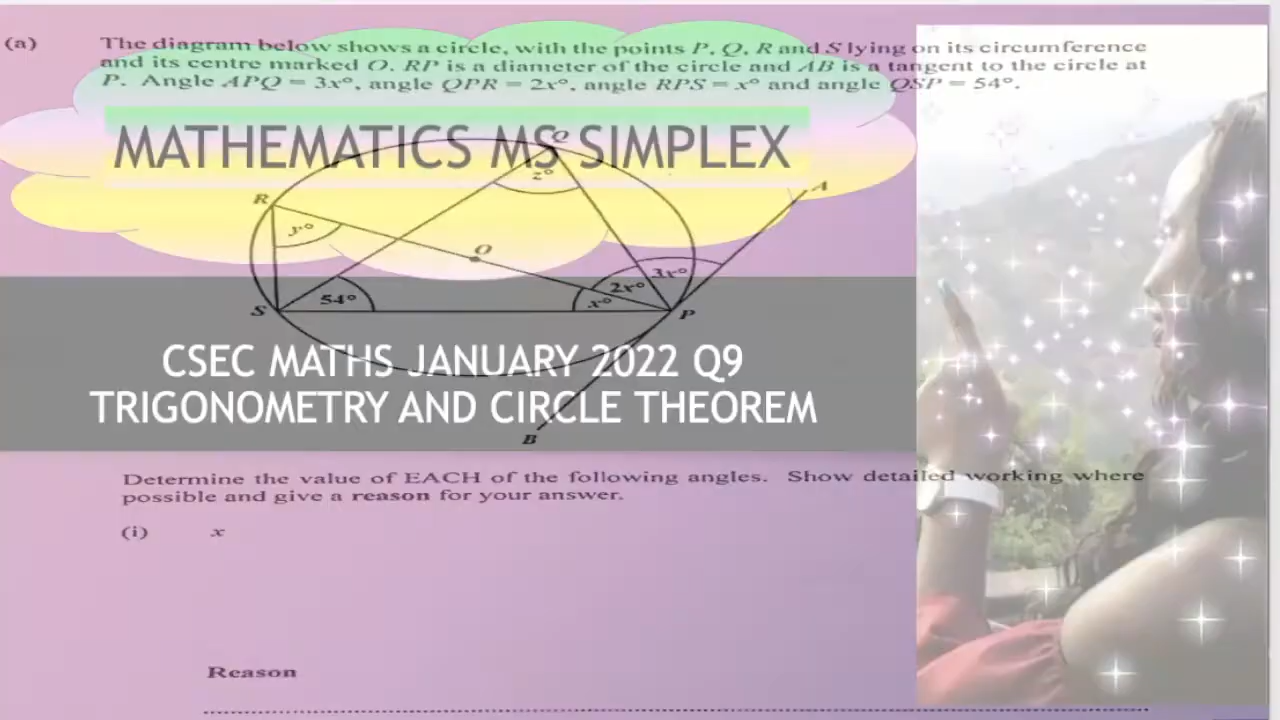 (a) The diagram below shows a circle, with the points P, Q, R and S lying on its circumference
and its centre marked O. RP is a diameter of the circle and AB is a tangent to the circle at
P. Angle APQ = 3x°, angle QPR = 2x°, angle RPS = x° and angle QSP = 54°.
MATHEMATICS MS SIMPLEX
Q
z°
A
R
y°
O
3x°
2x°
x°
54°
S
P
CSEC MATHS JANUARY 2022 Q9
TRIGONOMETRY AND CIRCLE THEOREM
B
Determine the value of EACH of the following angles. Show detailed working where
possible and give a reason for your answer.
(i) x
Reason